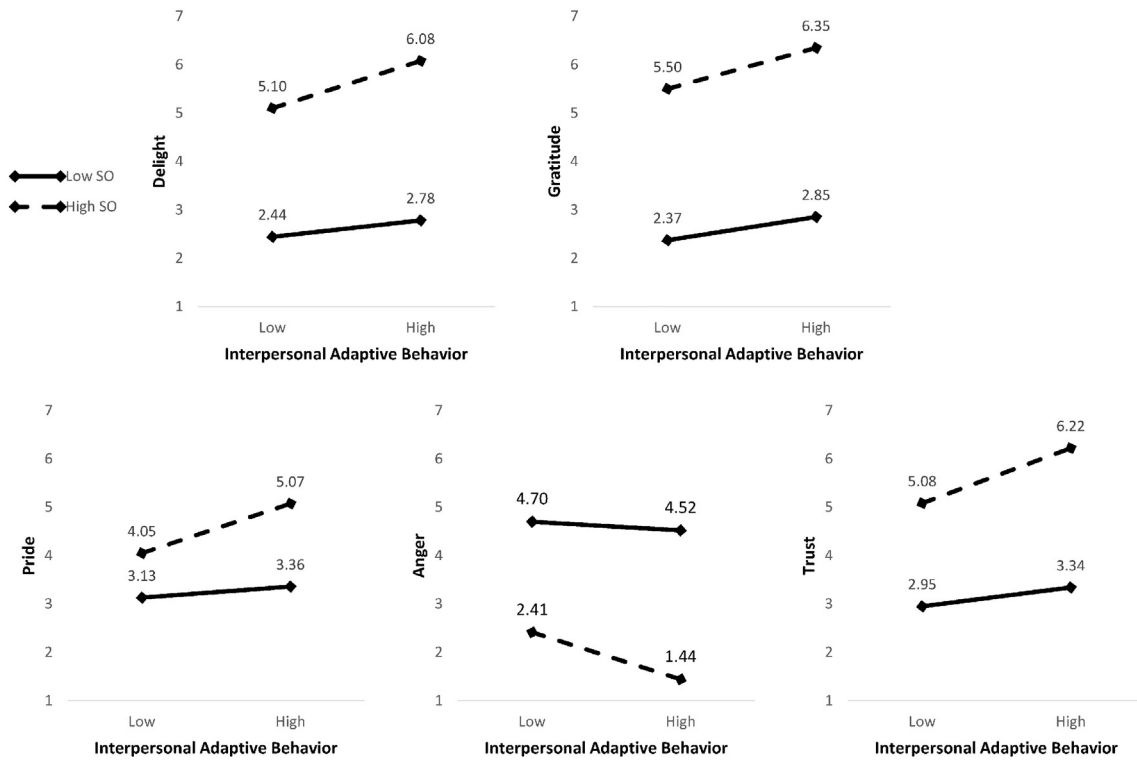 Low SO
High SO
Delight
7
6
5
4
3
2
1
5.10
6.08
2.44
2.78
Low
High
Interpersonal Adaptive Behavior
Gratitude
7
6
5
4
3
2
1
5.50
6.35
2.37
2.85
Low
High
Interpersonal Adaptive Behavior
Pride
7
6
5
4
3
2
1
4.05
5.07
3.13
3.36
Low
High
Interpersonal Adaptive Behavior
Anger
7
6
5
4
3
2
1
4.70
4.52
2.41
1.44
Low
High
Interpersonal Adaptive Behavior
Trust
7
6
5
4
3
2
1
5.08
6.22
2.95
3.34
Low
High
Interpersonal Adaptive Behavior